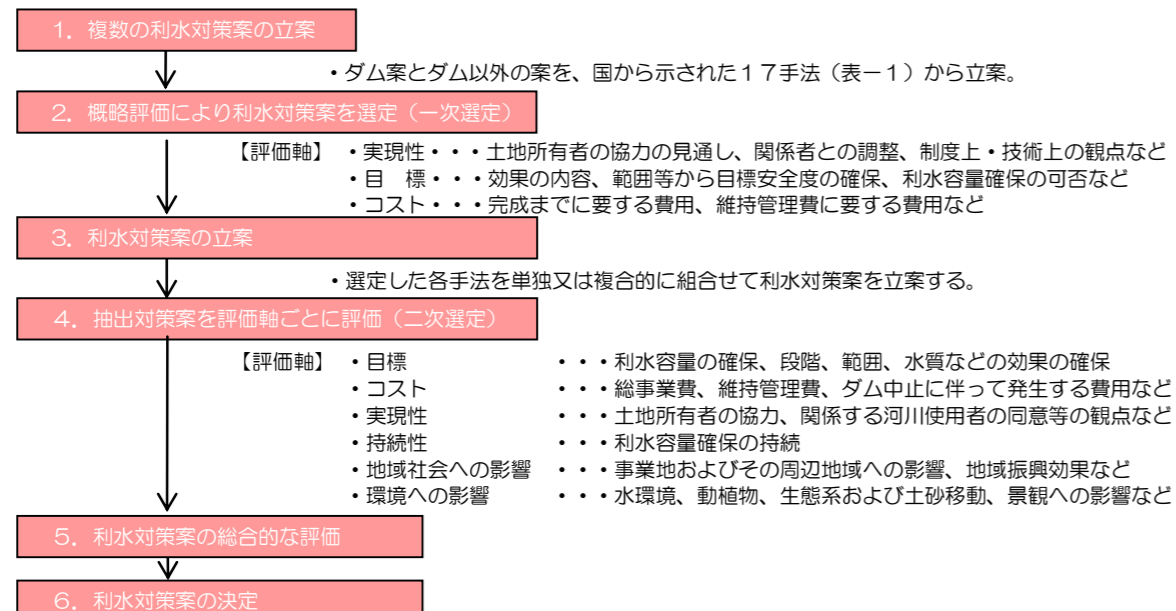 1．複数の利水対策案の立案
・ダム案とダム以外の案を、国から示された１７手法（表－１）から立案。
2．概略評価により利水対策案を選定（一次選定）
【評価軸】 ・実現性・・・土地所有者の協力の見通し、関係者との調整、制度上・技術上の観点など
・目　標・・・効果の内容、範囲等から目標安全度の確保、利水容量確保の可否など
・コスト・・・完成までに要する費用、維持管理費に要する費用など
3．利水対策案の立案
・選定した各手法を単独又は複合的に組合せて利水対策案を立案する。
4．抽出対策案を評価軸ごとに評価（二次選定）
【評価軸】 ・目標 ・・・利水容量の確保、段階、範囲、水質などの効果の確保
・コスト ・・・総事業費、維持管理費、ダム中止に伴って発生する費用など
・実現性 ・・・土地所有者の協力、関係する河川使用者の同意等の観点など
・持続性 ・・・利水容量確保の持続
・地域社会への影響 ・・・事業地およびその周辺地域への影響、地域振興効果など
・環境への影響 ・・・水環境、動植物、生態系および土砂移動、景観への影響など
5．利水対策案の総合的な評価
6．利水対策案の決定